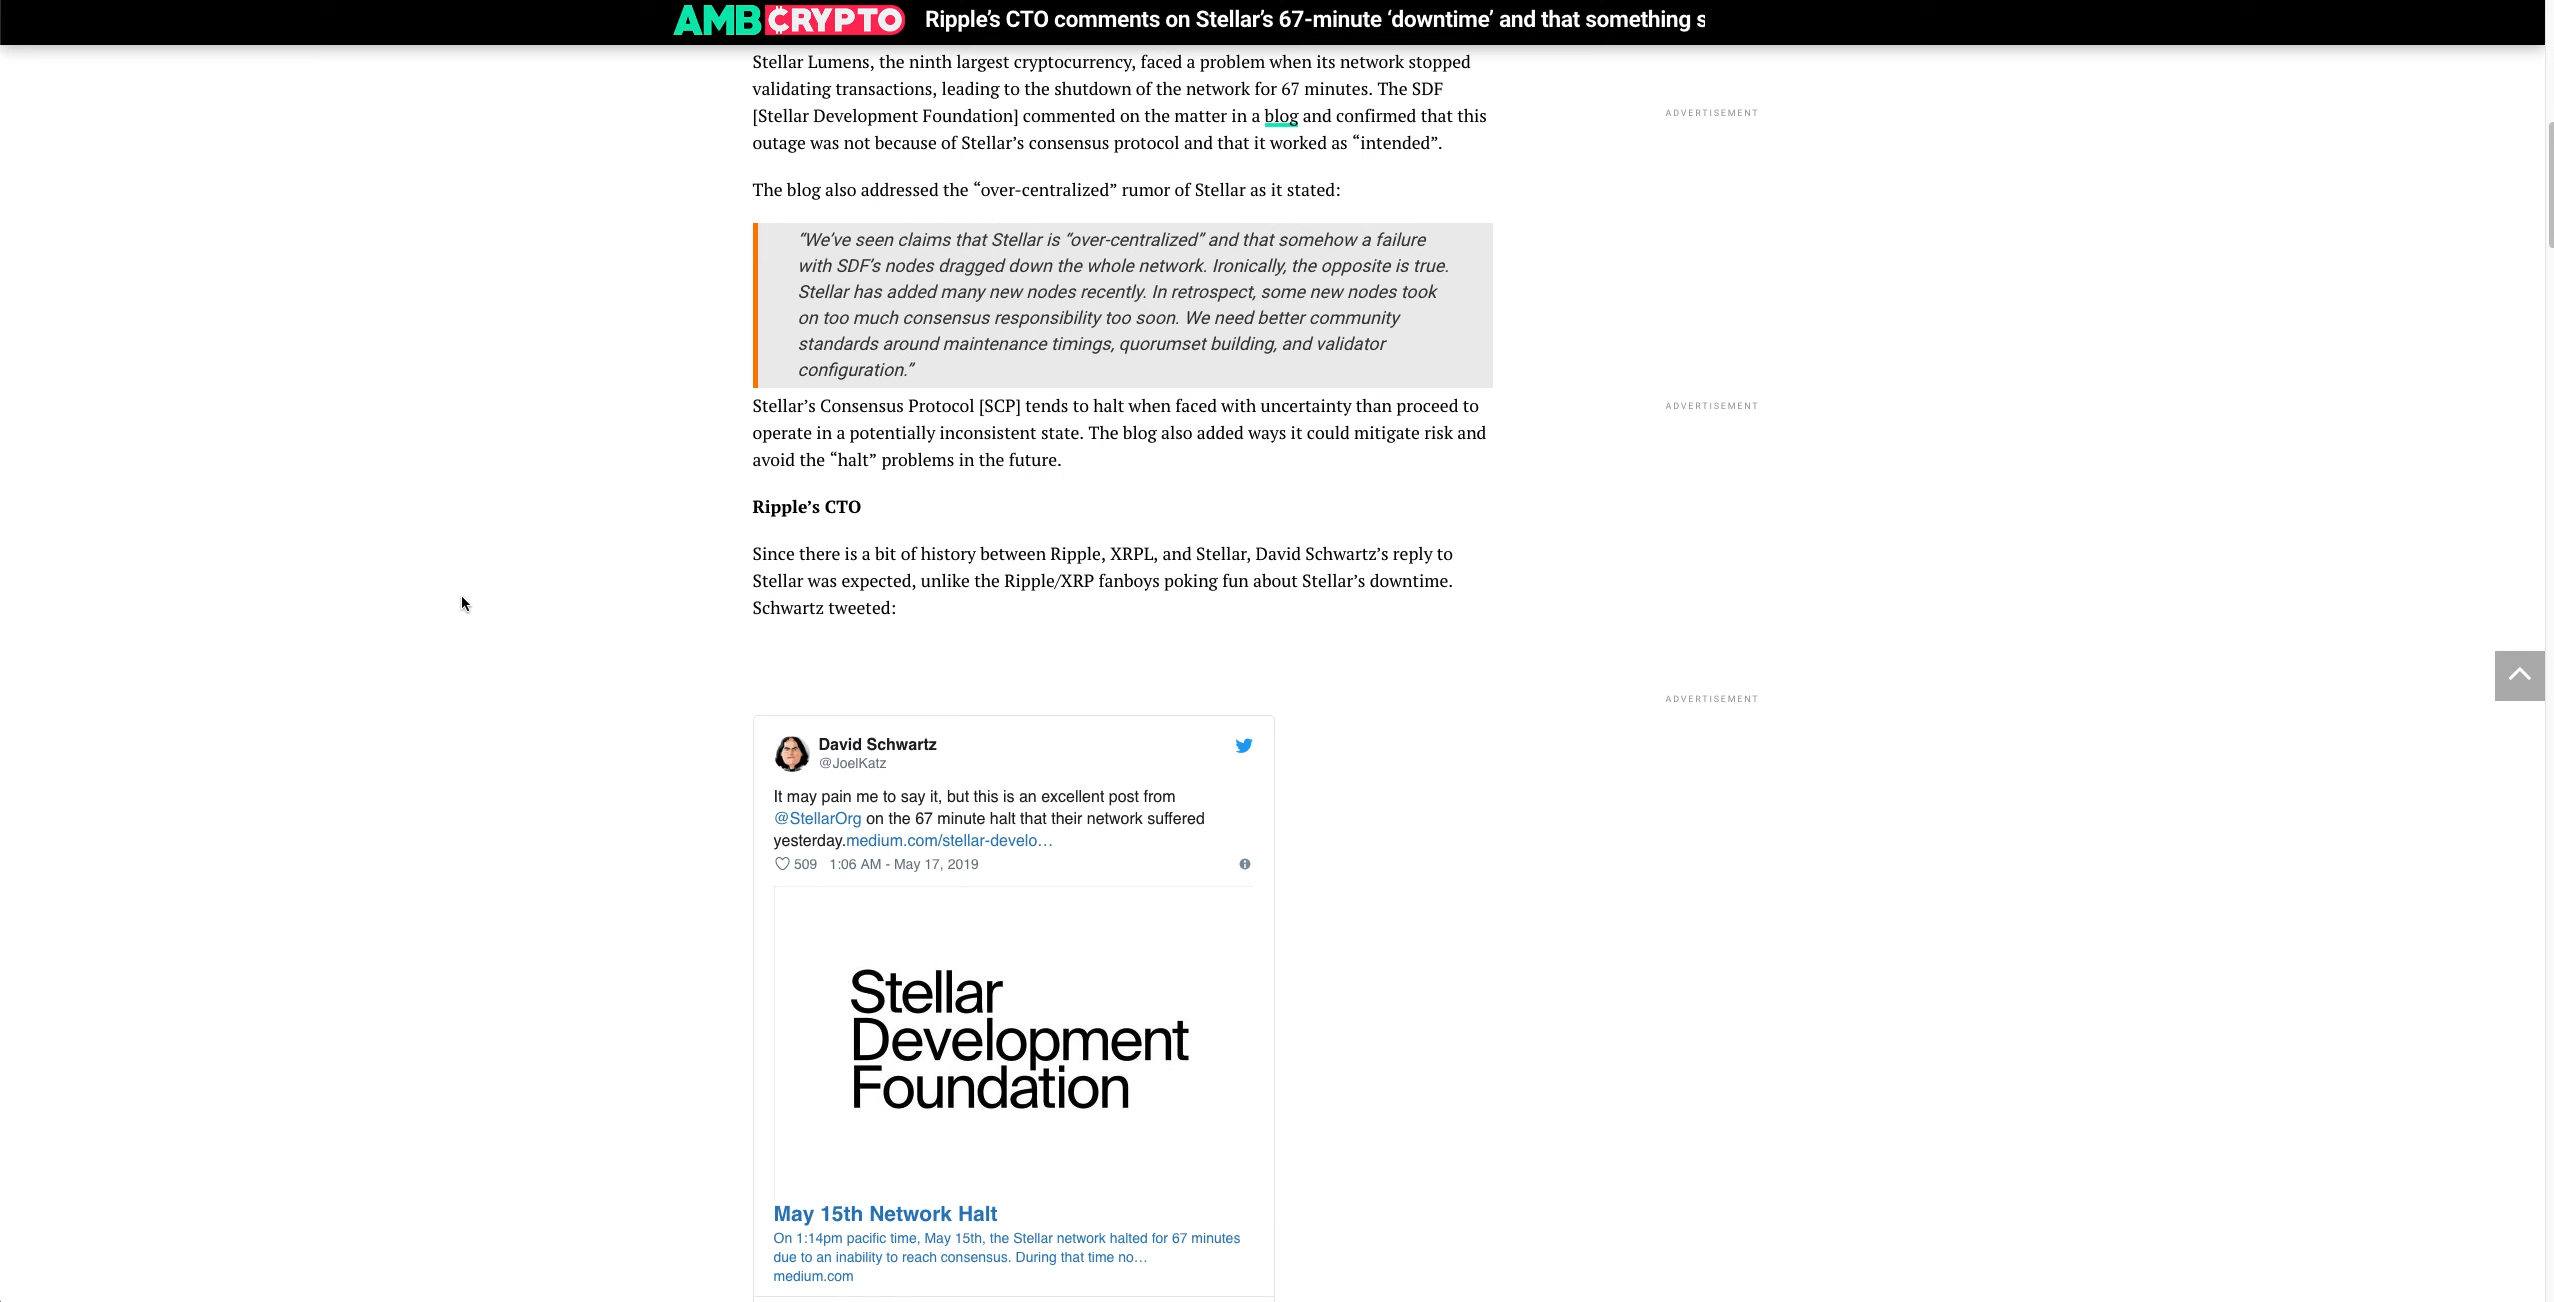 AMBCRYPTO Ripple’s CTO comments on Stellar’s 67-minute ‘downtime’ and that something s
Stellar Lumens, the ninth largest cryptocurrency, faced a problem when its network stopped
validating transactions, leading to the shutdown of the network for 67 minutes. The SDF
[Stellar Development Foundation] commented on the matter in a blog and confirmed that this
outage was not because of Stellar’s consensus protocol and that it worked as “intended”.
ADVERTISEMENT
The blog also addressed the “over-centralized” rumor of Stellar as it stated:
“We’ve seen claims that Stellar is “over-centralized” and that somehow a failure
with SDF’s nodes dragged down the whole network. Ironically, the opposite is true.
Stellar has added many new nodes recently. In retrospect, some new nodes took
on too much consensus responsibility too soon. We need better community
standards around maintenance timings, quorumset building, and validator
configuration.”
Stellar’s Consensus Protocol [SCP] tends to halt when faced with uncertainty than proceed to
operate in a potentially inconsistent state. The blog also added ways it could mitigate risk and
avoid the “halt” problems in the future.
ADVERTISEMENT
Ripple’s CTO
Since there is a bit of history between Ripple, XRPL, and Stellar, David Schwartz’s reply to
Stellar was expected, unlike the Ripple/XRP fanboys poking fun about Stellar’s downtime.
Schwartz tweeted:
ADVERTISEMENT
David Schwartz
@JoelKatz
It may pain me to say it, but this is an excellent post from
@StellarOrg on the 67 minute halt that their network suffered
yesterday.medium.com/stellar-develo…
509 1:06 AM - May 17, 2019
Stellar
Development
Foundation
May 15th Network Halt
On 1:14pm pacific time, May 15th, the Stellar network halted for 67 minutes
due to an inability to reach consensus. During that time no…
medium.com